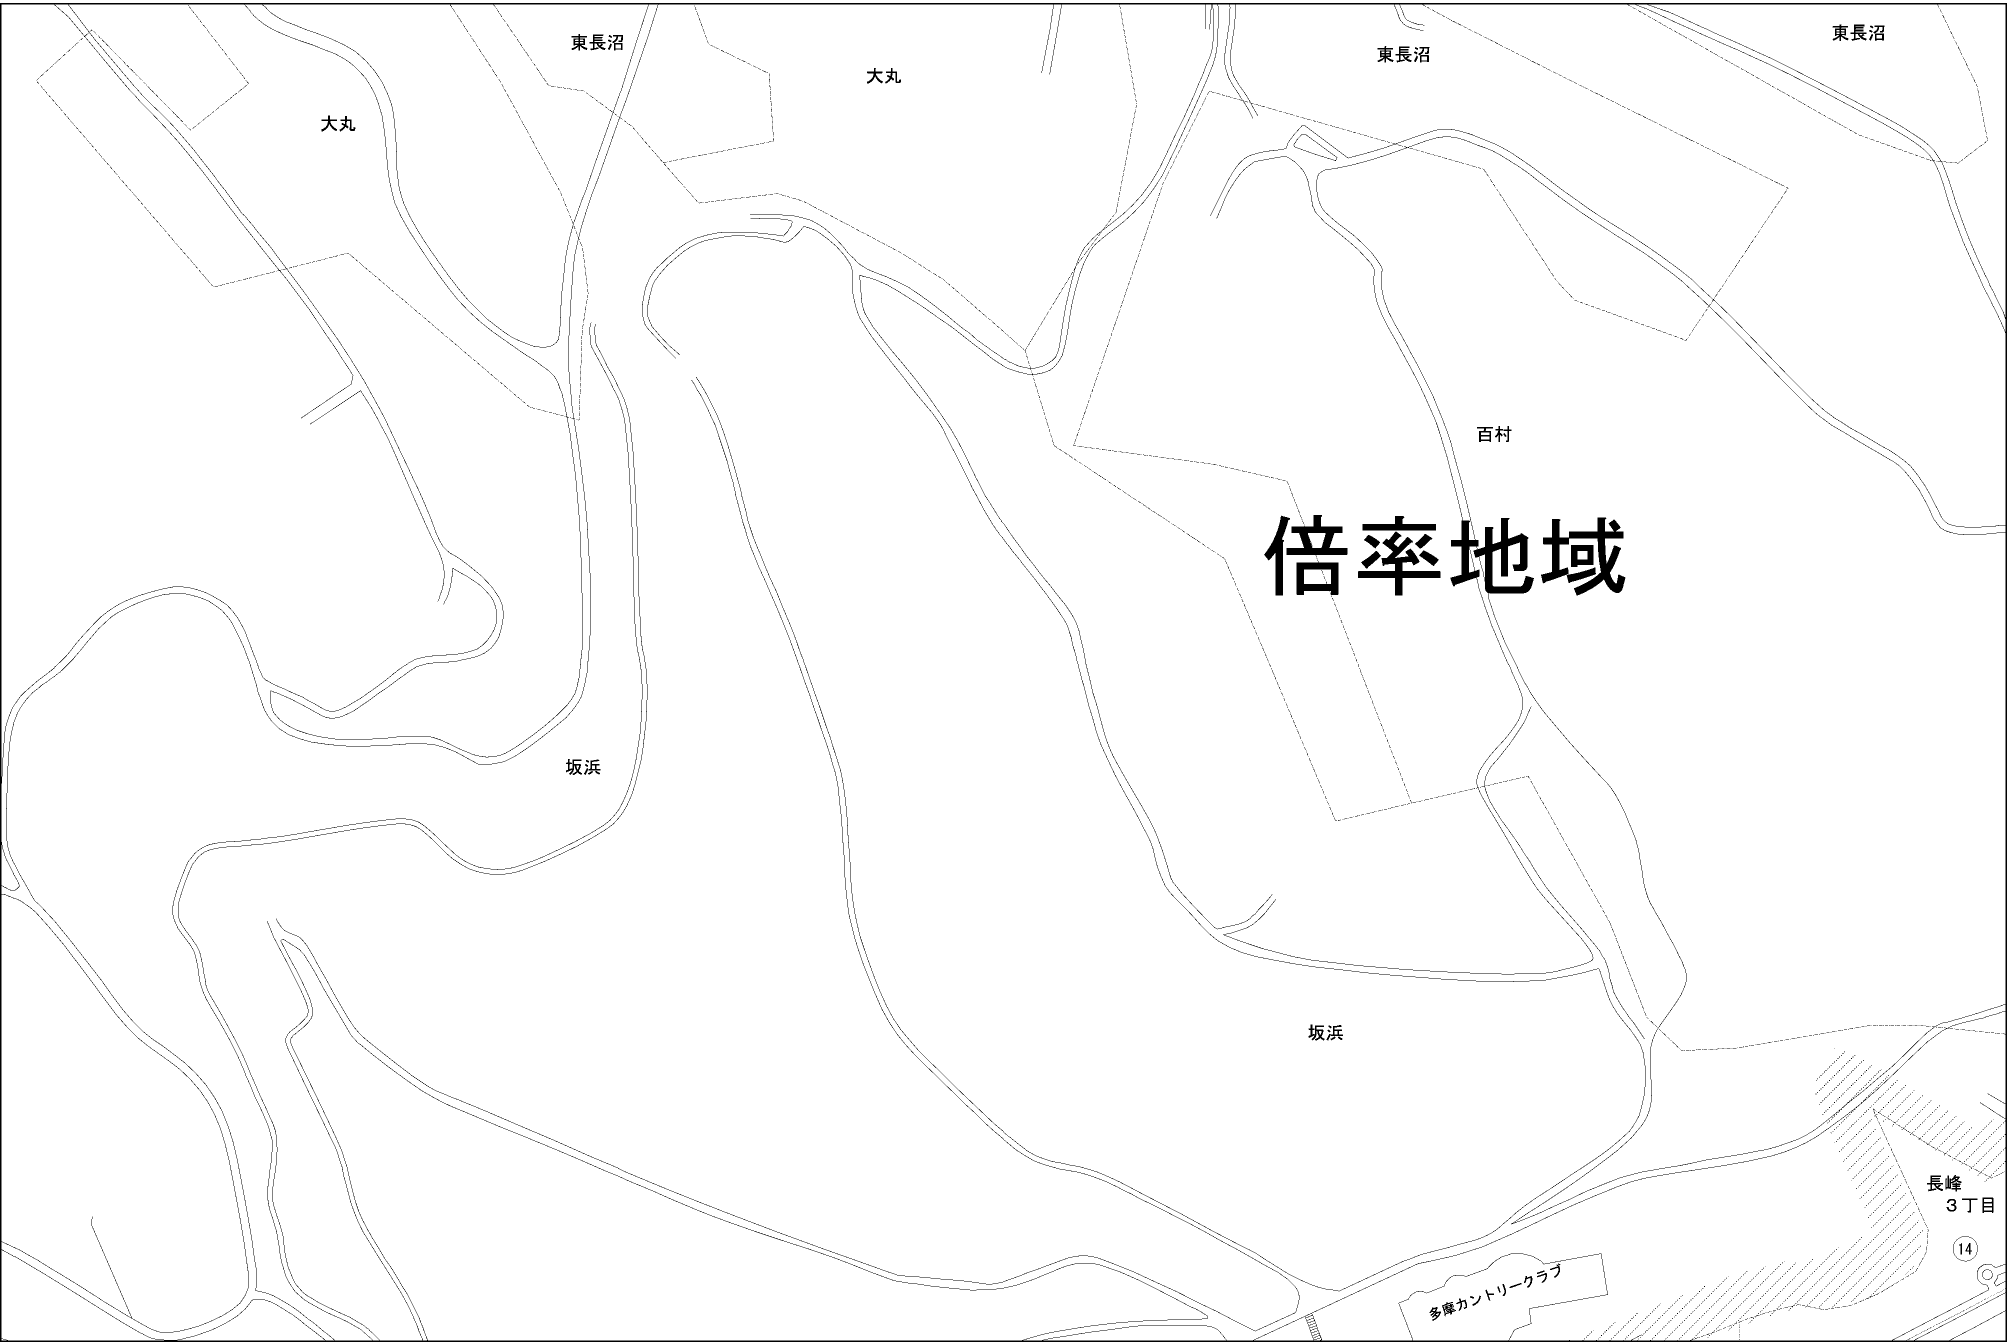 東長沼
東長沼
東長沼
大丸
大丸
百村
倍率地域
坂浜
坂浜
長峰
３丁目
14
多摩カントリークラブ